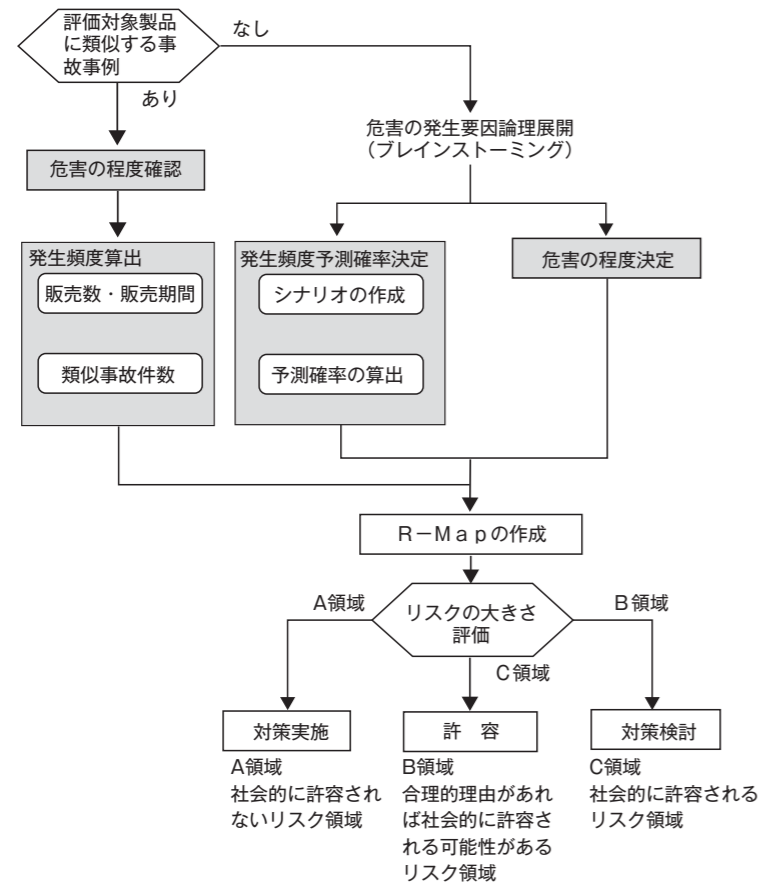 評価対象製品
に類似する事
故事例
なし
あり
危害の発生要因論理展開
（ブレインストーミング）
危害の程度確認
発生頻度算出
販売数・販売期間
類似事故件数
発生頻度予測確率決定
シナリオの作成
予測確率の算出
危害の程度決定
R－Mapの作成
リスクの大きさ
評価
A領域
B領域
C領域
対策実施
許　容
対策検討
A領域
社会的に許容され
ないリスク領域
B領域
合理的理由があれ
ば社会的に許容さ
れる可能性がある
リスク領域
C領域
社会的に許容される
リスク領域